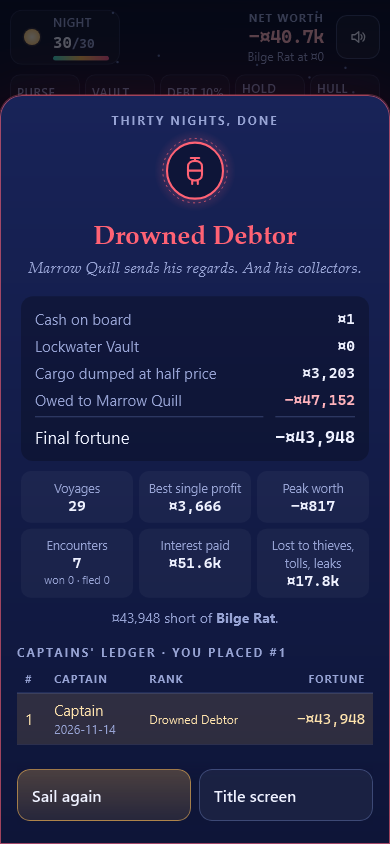 NIGHT
30/30
NET WORTH
−¤40.7k
Bilge Rat at ¤0
PURSE
VAULT
DEBT 10%
HOLD
HULL
THIRTY NIGHTS, DONE
Drowned Debtor
Marrow Quill sends his regards. And his collectors.
Cash on board ¤1
Lockwater Vault ¤0
Cargo dumped at half price ¤3,203
Owed to Marrow Quill −¤47,152
Final fortune −¤43,948
Voyages
29
Best single profit
¤3,666
Peak worth
−¤817
Encounters
7
won 0 · fled 0
Interest paid
¤51.6k
Lost to thieves,
tolls, leaks
¤17.8k
¤43,948 short of Bilge Rat.
CAPTAINS' LEDGER · YOU PLACED #1
# CAPTAIN RANK FORTUNE
1 Captain Drowned Debtor −¤43,948
2026-11-14
Sail again
Title screen